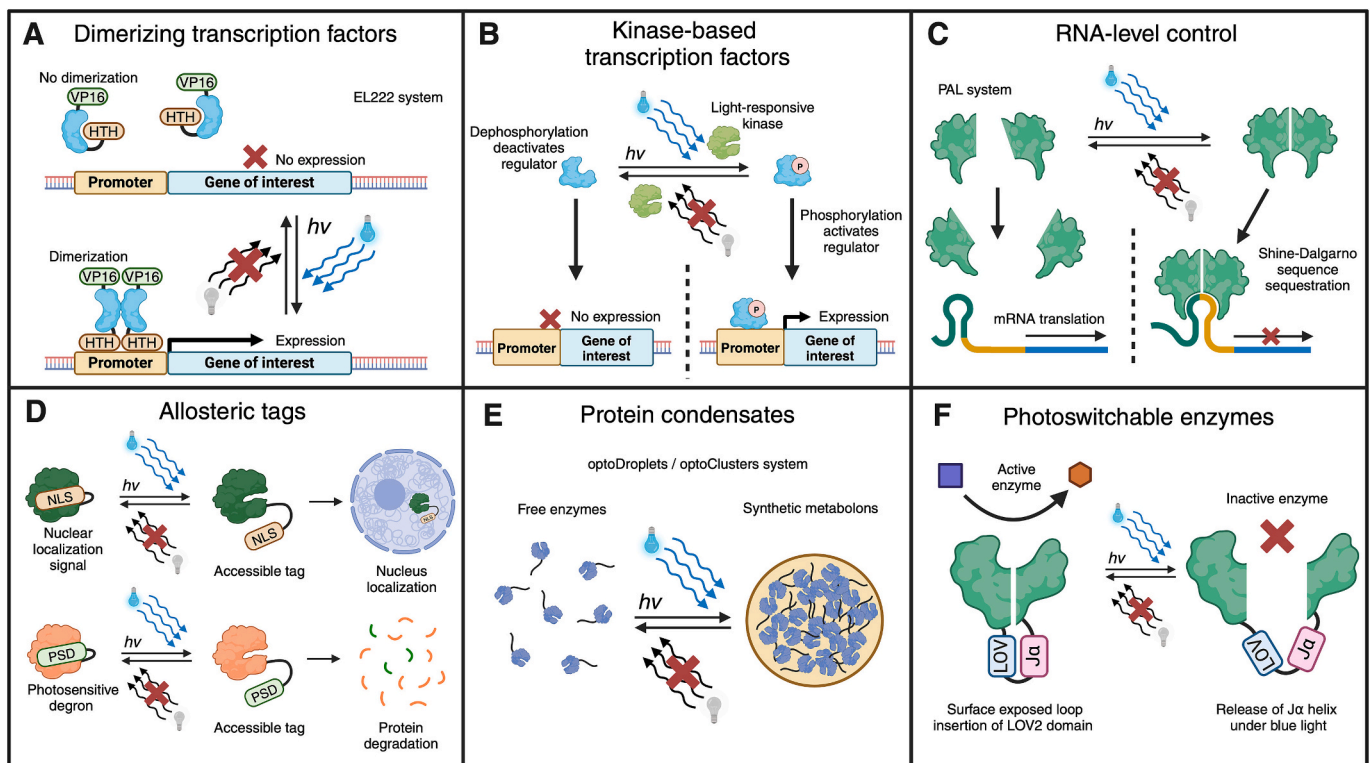 A
Dimerizing transcription factors
No dimerization
VP16
HTH
VP16
HTH
EL222 system
No expression
Promoter
Gene of interest
hv
Dimerization
VP16
VP16
HTH
HTH
Expression
Promoter
Gene of interest
B
Kinase-based
transcription factors
Light-responsive
kinase
Dephosphorylation
deactivates
regulator
hv
P
Phosphorylation
activates
regulator
No expression
Promoter
Gene of
interest
P
Expression
Promoter
Gene of
interest
C
RNA-level control
PAL system
hv
Shine-Dalgarno
sequence
sequestration
mRNA translation
D
Allosteric tags
NLS
hv
NLS
NLS
Nuclear
localization
signal
Accessible tag
Nucleus
localization
PSD
hv
PSD
Photosensitive
degron
Accessible tag
Protein
degradation
E
Protein condensates
optoDroplets / optoClusters system
Free enzymes
Synthetic metabolons
hv
F
Photoswitchable enzymes
Active
enzyme
Inactive enzyme
hv
LOV
Jα
LOV
Jα
Surface exposed loop
insertion of LOV2 domain
Release of Jα helix
under blue light